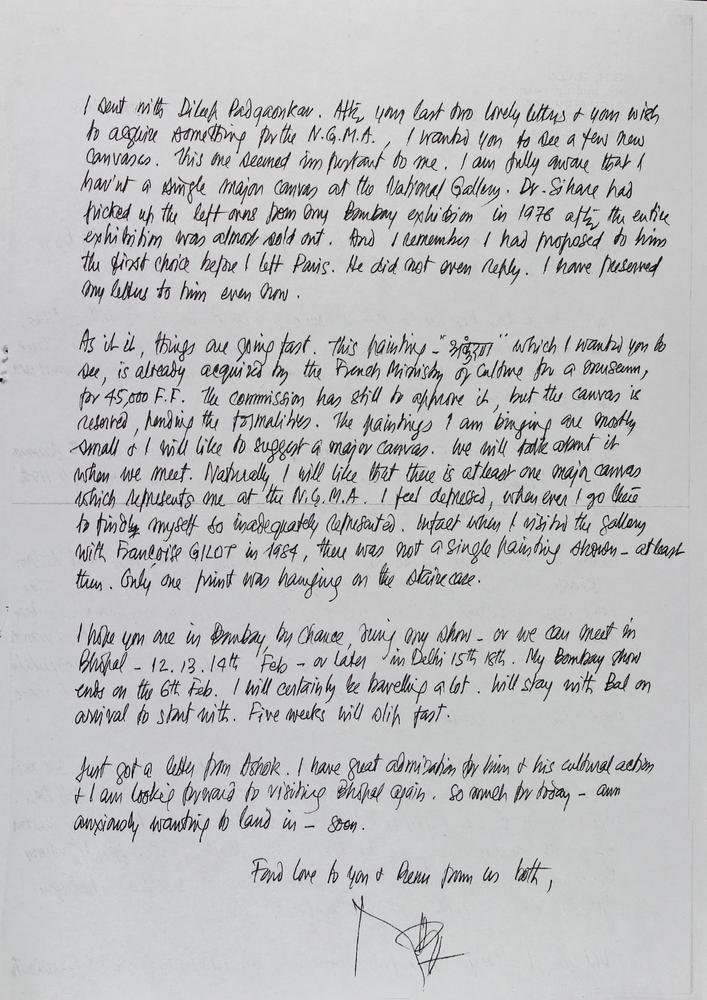 I sent with Dileep Padgaonkar. After your last two lovely letters & your wish
to acquire something for the N.G.M.A., I wanted you to see a few new
canvases. This one seemed important to me. I am fully aware that I
hav'nt a single major canvas at the National Gallery. Dr. Sihare had
picked up the left overs from my Bombay exhibition in 1976 after the entire
exhibition was almost sold out. And I remember I had proposed to him
the first choice before I left Paris. He did not even reply. I have preserved
my letters to him even now.
As it is, things are going fast. This painting - "अंकुरण" which I wanted you to
see, is already acquired by the French Ministry of Culture for a museum,
for 45,000 F.F. The commission has still to approve it, but the canvas is
reserved, pending the formalities. The paintings I am bringing are mostly
small & I will like to suggest a major canvas. We will talk about it
when we meet. Naturally I will like that there is atleast one major canvas
which represents me at the N.G.M.A. I feel depressed, when ever I go there
to find myself so inadequately represented. Infact when I visited the gallery
with Françoise GILOT in 1984, there was not a single painting shown - at least
then. Only one print was hanging on the staircase.
I hope you are in Bombay, by chance, during my show - or we can meet in
Bhopal - 12.13.14th Feb - or later in Delhi 15th 18th. My Bombay show
ends on the 6th Feb. I will certainly be travelling a lot. Will stay with Bal on
arrival to start with. Five weeks will slip fast.
Just got a letter from Ashok. I have great admiration for him & his cultural action
& I am looking forward to visiting Bhopal again. So much for today - am
anxiously wanting to land in - soon.
Fond love to you & from us both,